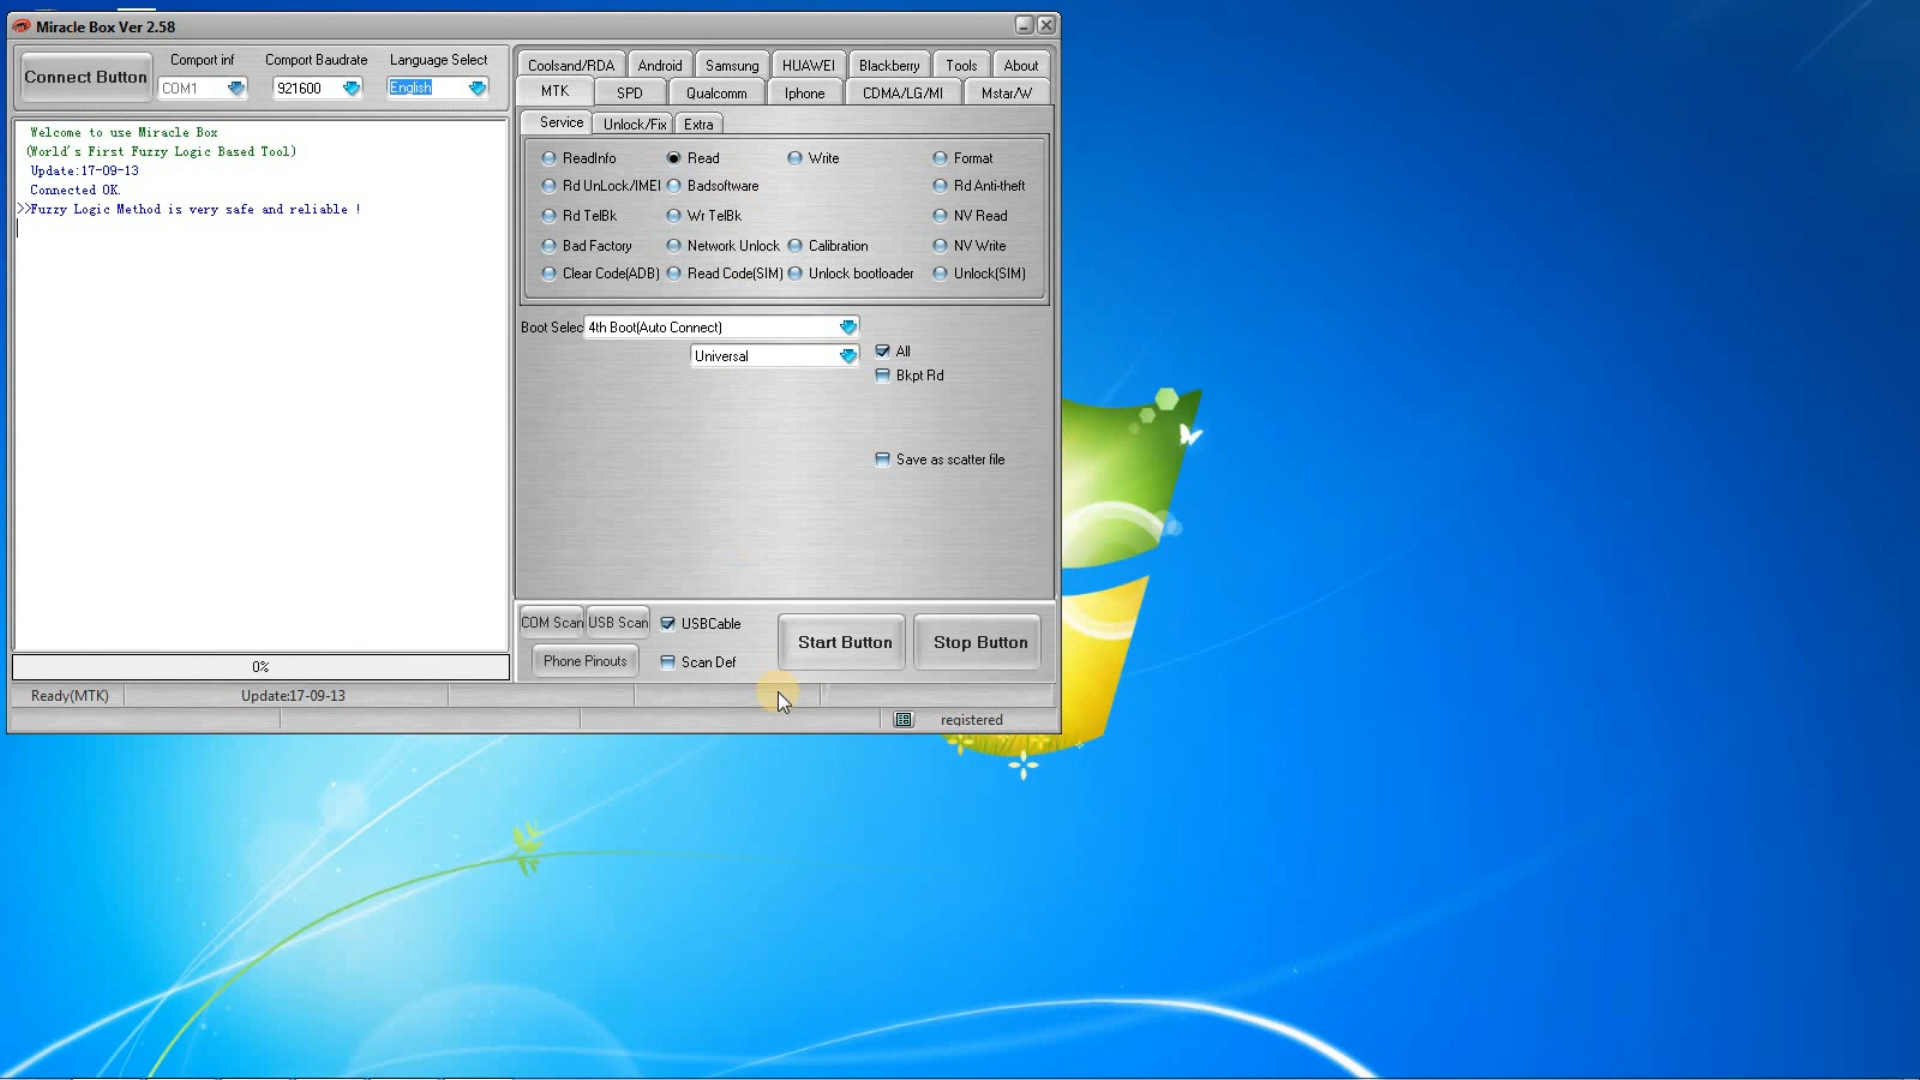 Miracle Box Ver 2.58
Connect Button
Comport inf
Comport Baudrate
Language Select
COM1
921600
English
Coolsand/RDA
Android
Samsung
HUAWEI
Blackberry
Tools
About
MTK
SPD
Qualcomm
Iphone
CDMA/LG/MI
Mstar/W
Service
Unlock/Fix
Extra
Welcome to use Miracle Box
(World's First Fuzzy Logic Based Tool)
Update:17-09-13
Connected OK.
>>Fuzzy Logic Method is very safe and reliable !
ReadInfo
Read
Write
Format
Rd UnLock/IMEI
Badsoftware
Rd Anti-theft
Rd TelBk
Wr TelBk
NV Read
Bad Factory
Network Unlock
Calibration
NV Write
Clear Code(ADB)
Read Code(SIM)
Unlock bootloader
Unlock(SIM)
Boot Selec
4th Boot(Auto Connect)
Universal
All
Bkpt Rd
Save as scatter file
COM Scan
USB Scan
USBCable
Start Button
Stop Button
Phone Pinouts
Scan Def
0%
Ready(MTK)
Update:17-09-13
registered